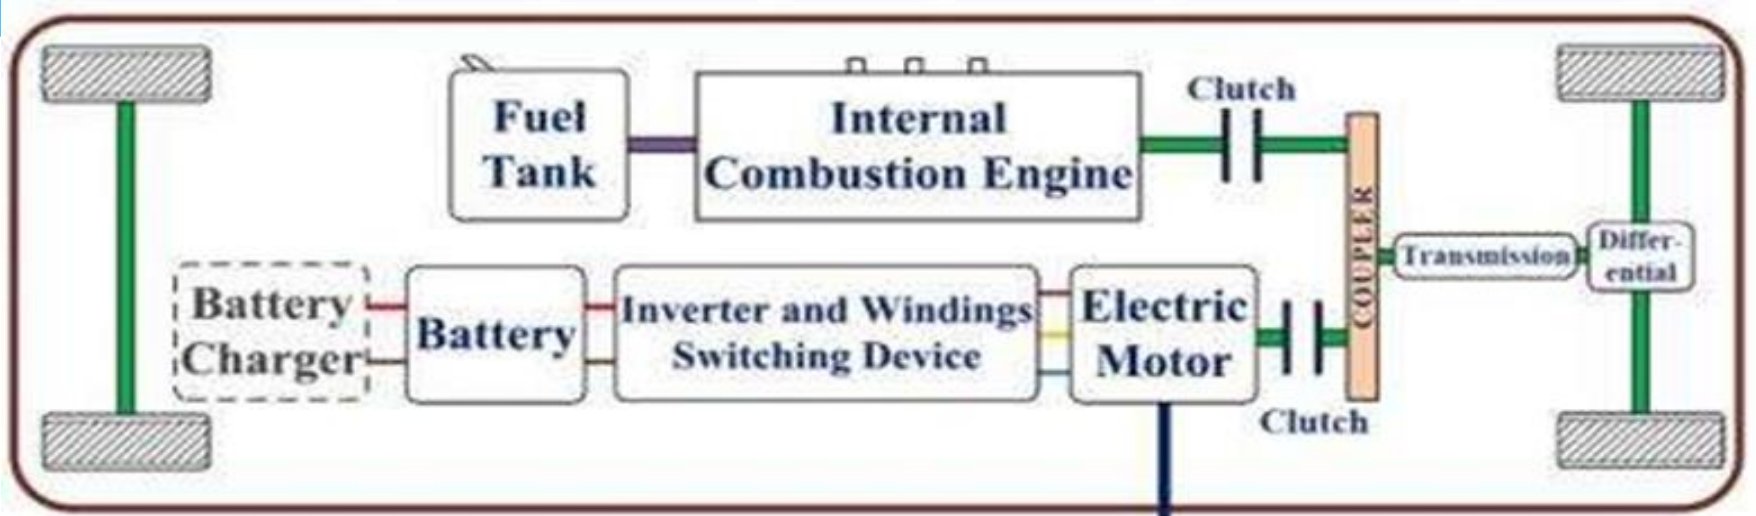 Fuel
Tank
Internal
Combustion Engine
Clutch
COUPLER
Transmission
Differ-
ential
Battery
Charger
Battery
Inverter and Windings
Switching Device
Electric
Motor
Clutch